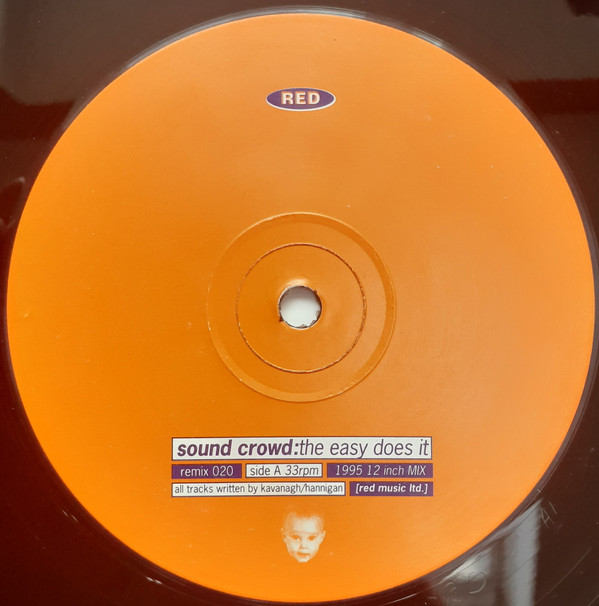 RED
sound crowd:the easy does it
remix 020 side A 33rpm 1995 12 inch MIX
all tracks written by kavanagh/hannigan [red music ltd.]
A1